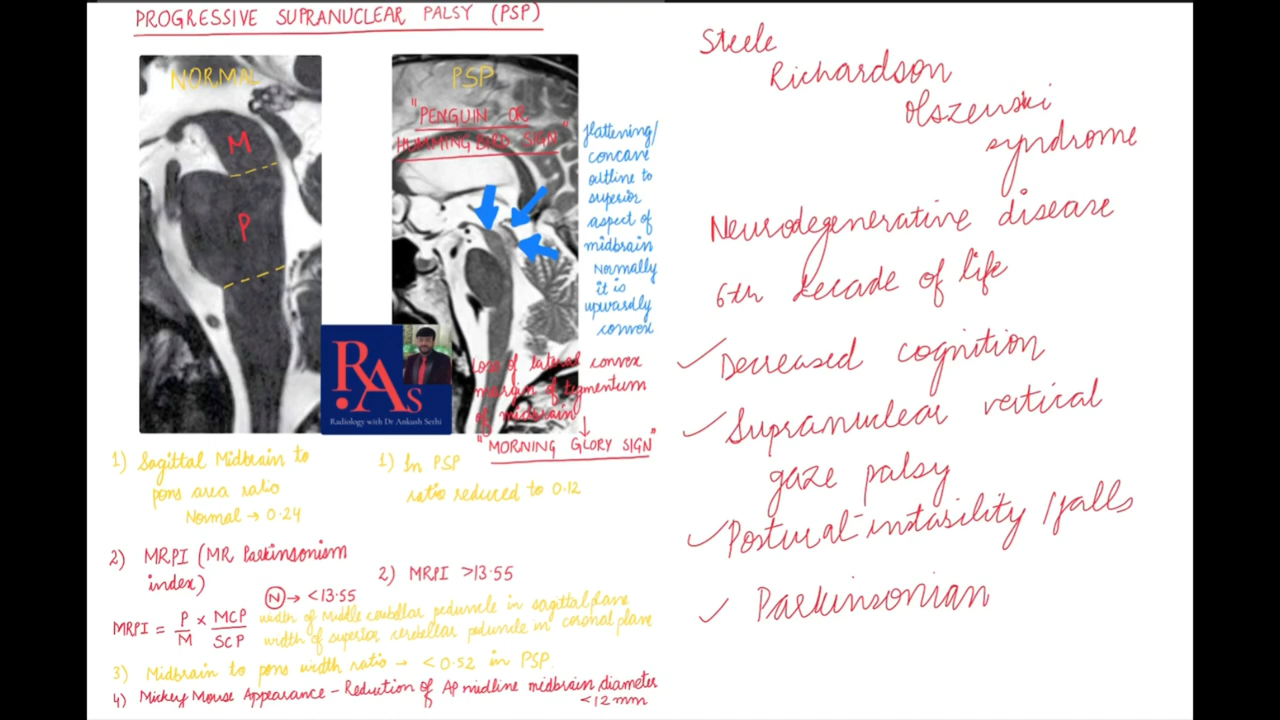 PROGRESSIVE SUPRANUCLEAR PALSY (PSP)
NORMAL
M
P
PSP
"PENGUIN OR
HUMMING BIRD SIGN"
flattening/
concave
outline to
superior
aspect of
midbrain
Normally
it is
upwardly
convex
R.As
Radiology with Dr Ankush Sethi
Loss of lateral convex
margin of tegmentum
of midbrain
↓
"MORNING GLORY SIGN"
1) Sagittal Midbrain to
pons area ratio
Normal → 0.24
1) In PSP
ratio reduced to 0.12
2) MRPI (MR Parkinsonism
index)
N → <13.55
2) MRPI >13.55
MRPI = P/M × MCP/SCP
width of middle cerebellar peduncle in sagittal plane
width of superior cerebellar peduncle in coronal plane
3) Midbrain to pons width ratio → <0.52 in PSP.
4) Mickey Mouse Appearance - Reduction of AP midline midbrain diameter
<12mm
Steele
Richardson
Olszenski
syndrome
Neurodegenerative disease
6th decade of life
✓ Decreased cognition
✓ Supranuclear vertical
gaze palsy
✓ Postural instasility / falls
✓ Parkinsonian